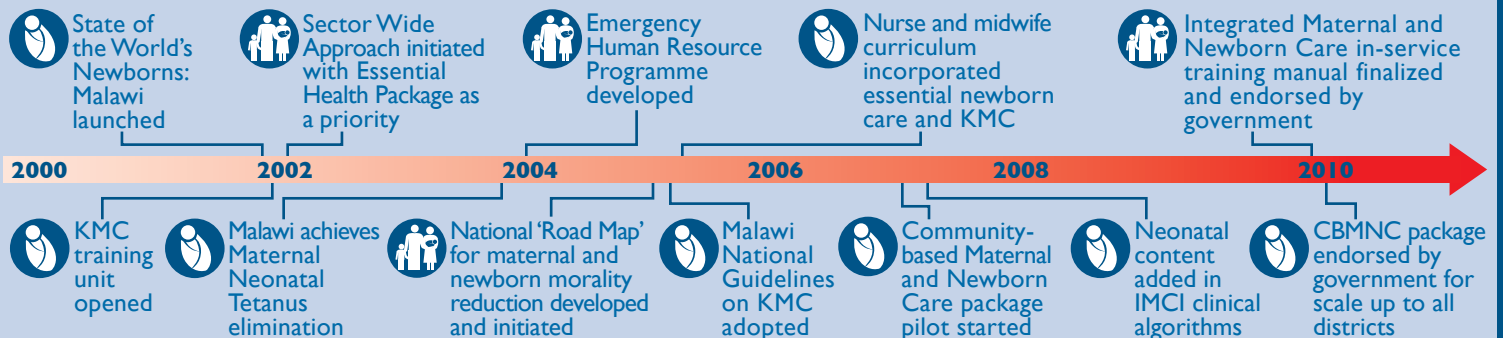 State of
the World's
Newborns:
Malawi
launched
Sector Wide
Approach initiated
with Essential
Health Package as
a priority
Emergency
Human Resource
Programme
developed
Nurse and midwife
curriculum
incorporated
essential newborn
care and KMC
Integrated Maternal and
Newborn Care in-service
training manual finalized
and endorsed by
government
2000 2002 2004 2006 2008 2010
KMC
training
unit
opened
Malawi achieves
Maternal
Neonatal
Tetanus
elimination
National 'Road Map'
for maternal and
newborn morality
reduction developed
and initiated
Malawi
National
Guidelines
on KMC
adopted
Community-
based Maternal
and Newborn
Care package
pilot started
Neonatal
content
added in
IMCI clinical
algorithms
CBMNC package
endorsed by
government for
scale up to all
districts